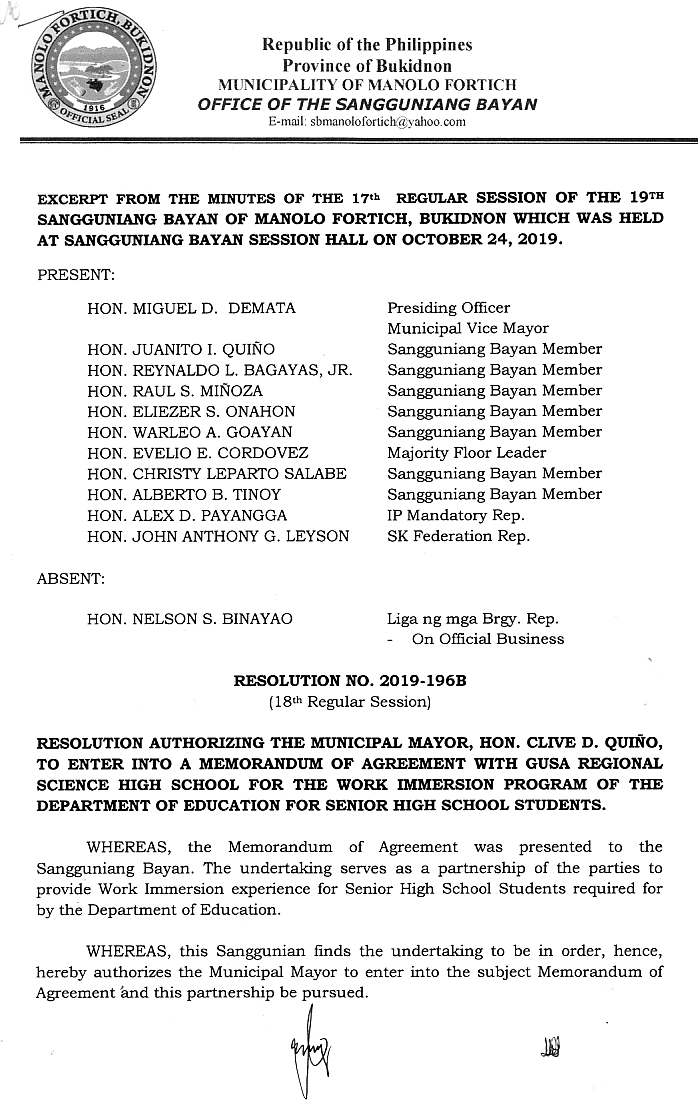 MANOLO FORTICH, BUKIDNON
1916
OFFICIAL SEAL
Republic of the Philippines
Province of Bukidnon
MUNICIPALITY OF MANOLO FORTICH
OFFICE OF THE SANGGUNIANG BAYAN
E-mail: sbmanolofortich@yahoo.com
EXCERPT FROM THE MINUTES OF THE 17th REGULAR SESSION OF THE 19TH
SANGGUNIANG BAYAN OF MANOLO FORTICH, BUKIDNON WHICH WAS HELD
AT SANGGUNIANG BAYAN SESSION HALL ON OCTOBER 24, 2019.
PRESENT:
HON. MIGUEL D. DEMATA Presiding Officer
Municipal Vice Mayor
HON. JUANITO I. QUIÑO Sangguniang Bayan Member
HON. REYNALDO L. BAGAYAS, JR. Sangguniang Bayan Member
HON. RAUL S. MIÑOZA Sangguniang Bayan Member
HON. ELIEZER S. ONAHON Sangguniang Bayan Member
HON. WARLEO A. GOAYAN Sangguniang Bayan Member
HON. EVELIO E. CORDOVEZ Majority Floor Leader
HON. CHRISTY LEPARTO SALABE Sangguniang Bayan Member
HON. ALBERTO B. TINOY Sangguniang Bayan Member
HON. ALEX D. PAYANGGA IP Mandatory Rep.
HON. JOHN ANTHONY G. LEYSON SK Federation Rep.
ABSENT:
HON. NELSON S. BINAYAO Liga ng mga Brgy. Rep.
- On Official Business
RESOLUTION NO. 2019-196B
(18th Regular Session)
RESOLUTION AUTHORIZING THE MUNICIPAL MAYOR, HON. CLIVE D. QUIÑO,
TO ENTER INTO A MEMORANDUM OF AGREEMENT WITH GUSA REGIONAL
SCIENCE HIGH SCHOOL FOR THE WORK IMMERSION PROGRAM OF THE
DEPARTMENT OF EDUCATION FOR SENIOR HIGH SCHOOL STUDENTS.
WHEREAS, the Memorandum of Agreement was presented to the
Sangguniang Bayan. The undertaking serves as a partnership of the parties to
provide Work Immersion experience for Senior High School Students required for
by the Department of Education.
WHEREAS, this Sanggunian finds the undertaking to be in order, hence,
hereby authorizes the Municipal Mayor to enter into the subject Memorandum of
Agreement and this partnership be pursued.